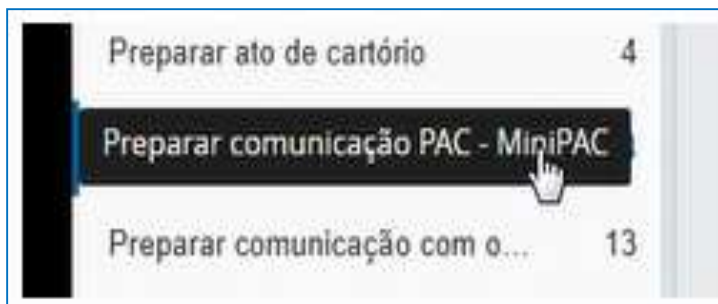 Preparar ato de cartório 4
Preparar comunicação PAC - MiniPAC
Preparar comunicação com o... 13